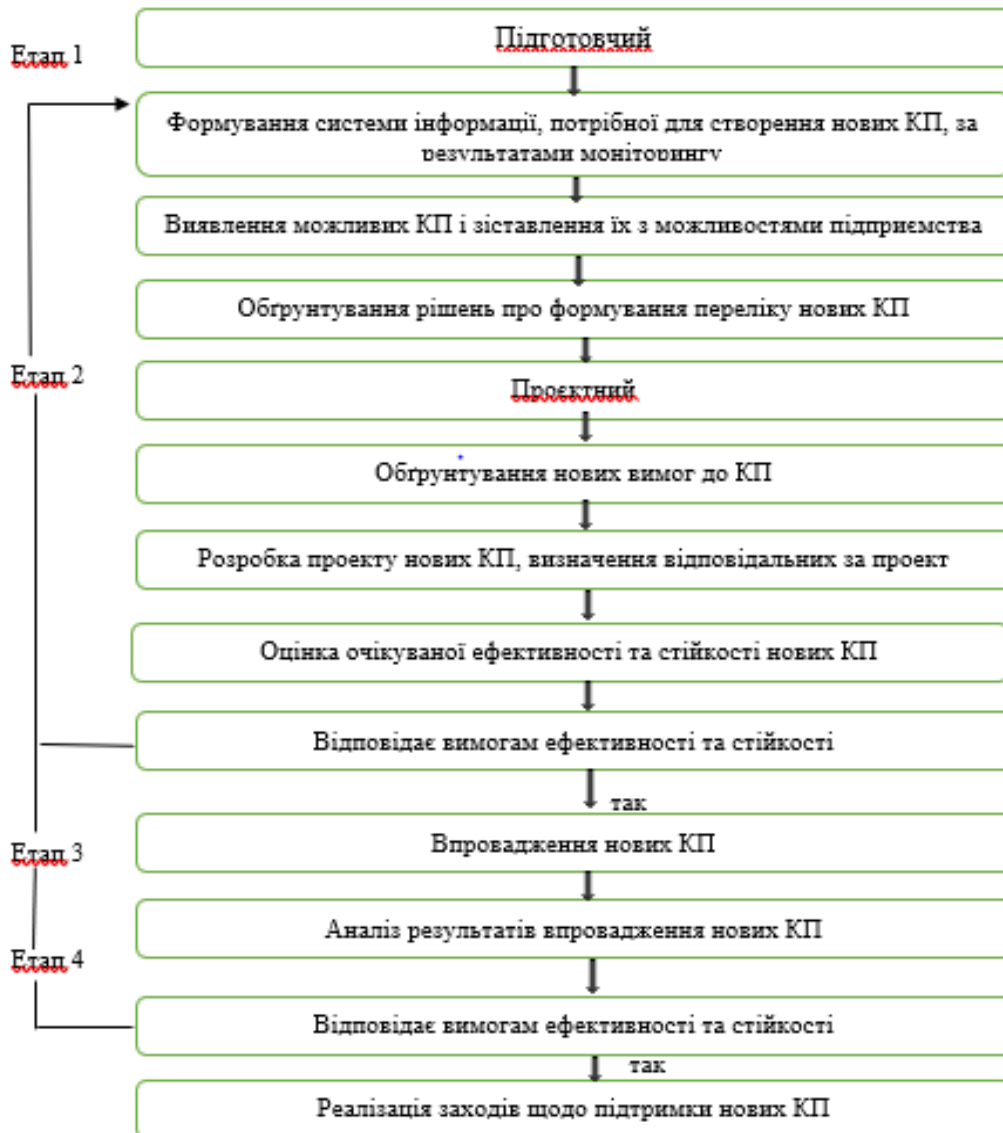 Підготовчий
Етап 1
Формування системи інформації, потрібної для створення нових КП, за
результатами моніторингу
Виявлення можливих КП і зіставлення їх з можливостями підприємства
Обґрунтування рішень про формування переліку нових КП
Етап 2
Проєктний
Обґрунтування нових вимог до КП
Розробка проекту нових КП, визначення відповідальних за проект
Оцінка очікуваної ефективності та стійкості нових КП
Відповідає вимогам ефективності та стійкості
так
Етап 3
Впровадження нових КП
Аналіз результатів впровадження нових КП
Етап 4
Відповідає вимогам ефективності та стійкості
так
Реалізація заходів щодо підтримки нових КП